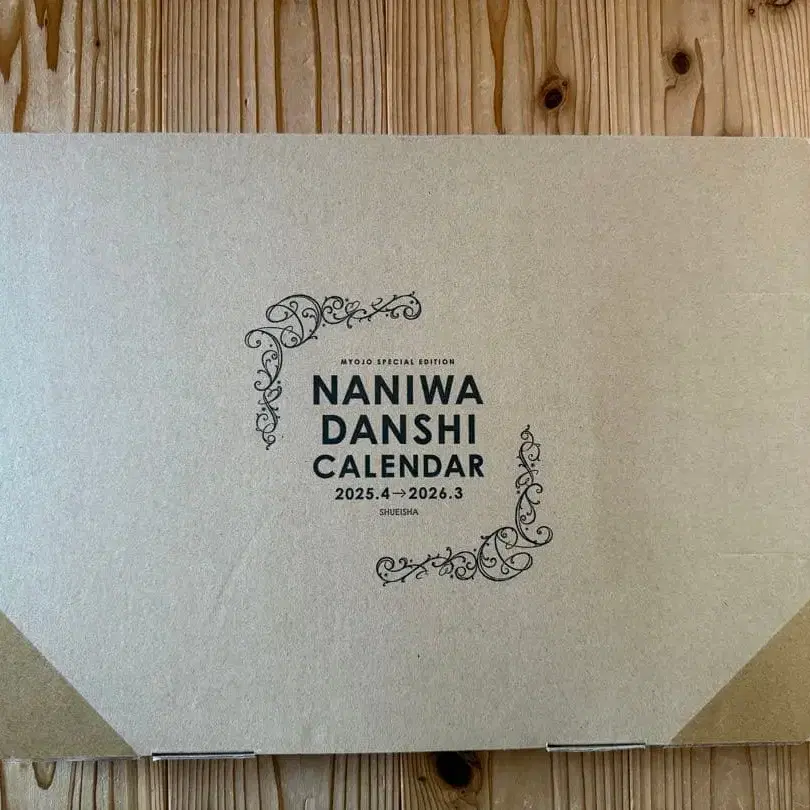 MYOJO SPECIAL EDITION
NANIWA
DANSHI
CALENDAR
2025.4→2026.3
SHUEISHA